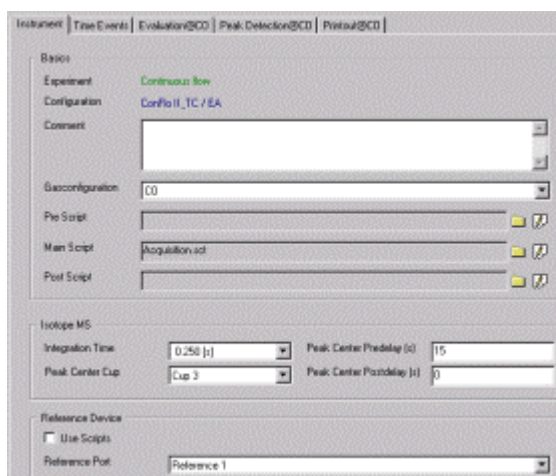 Instrument Time Events Evaluation@CO Peak Detection@CO Printout@CO
Basics
Experiment Continuous flow
Configuration ConFlo II_TC / EA
Comment
Gasconfiguration CO
Pre Script
Main Script Acquisition.sct
Post Script
Isotope MS
Integration Time 0.250 [s] Peak Center Predelay (s) 15
Peak Center Cup Cup 3 Peak Center Postdelay (s) 0
Reference Device
Use Scripts
Reference Port Reference 1